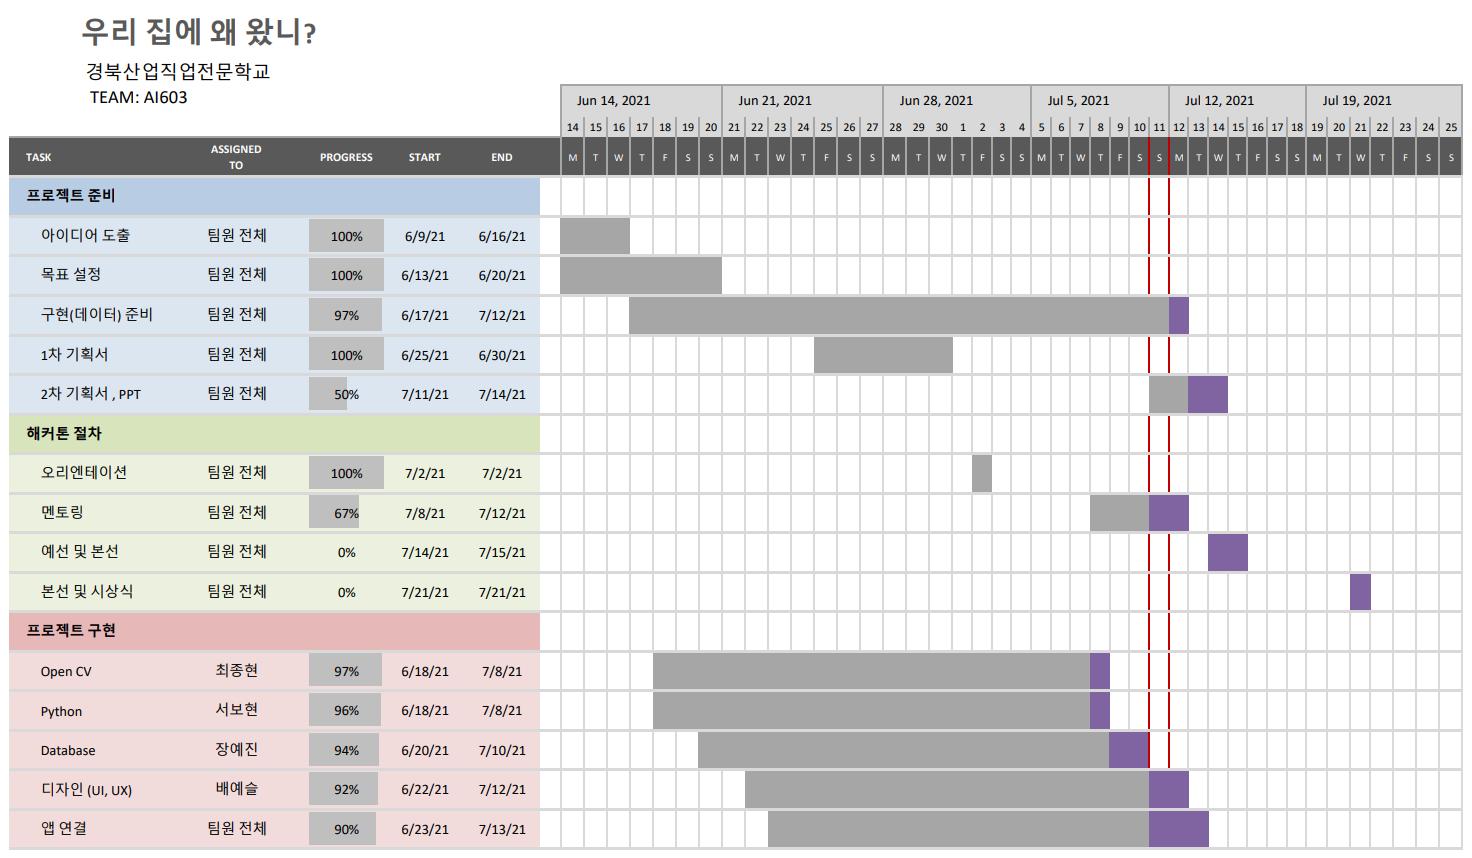 우리 집에 왜 왔니?
경북산업직업전문학교
TEAM: AI603
Jun 14, 2021 Jun 21, 2021 Jun 28, 2021 Jul 5, 2021 Jul 12, 2021 Jul 19, 2021
14 15 16 17 18 19 20 21 22 23 24 25 26 27 28 29 30 1 2 3 4 5 6 7 8 9 10 11 12 13 14 15 16 17 18 19 20 21 22 23 24 25
TASK ASSIGNED TO PROGRESS START END M T W T F S S M T W T F S S M T W T F S S M T W T F S S M T W T F S S M T W T F S S
프로젝트 준비
아이디어 도출 팀원 전체 100% 6/9/21 6/16/21
목표 설정 팀원 전체 100% 6/13/21 6/20/21
구현(데이터) 준비 팀원 전체 97% 6/17/21 7/12/21
1차 기획서 팀원 전체 100% 6/25/21 6/30/21
2차 기획서 , PPT 팀원 전체 50% 7/11/21 7/14/21
해커톤 절차
오리엔테이션 팀원 전체 100% 7/2/21 7/2/21
멘토링 팀원 전체 67% 7/8/21 7/12/21
예선 및 본선 팀원 전체 0% 7/14/21 7/15/21
본선 및 시상식 팀원 전체 0% 7/21/21 7/21/21
프로젝트 구현
Open CV 최종현 97% 6/18/21 7/8/21
Python 서보현 96% 6/18/21 7/8/21
Database 장예진 94% 6/20/21 7/10/21
디자인 (UI, UX) 배예슬 92% 6/22/21 7/12/21
앱 연결 팀원 전체 90% 6/23/21 7/13/21